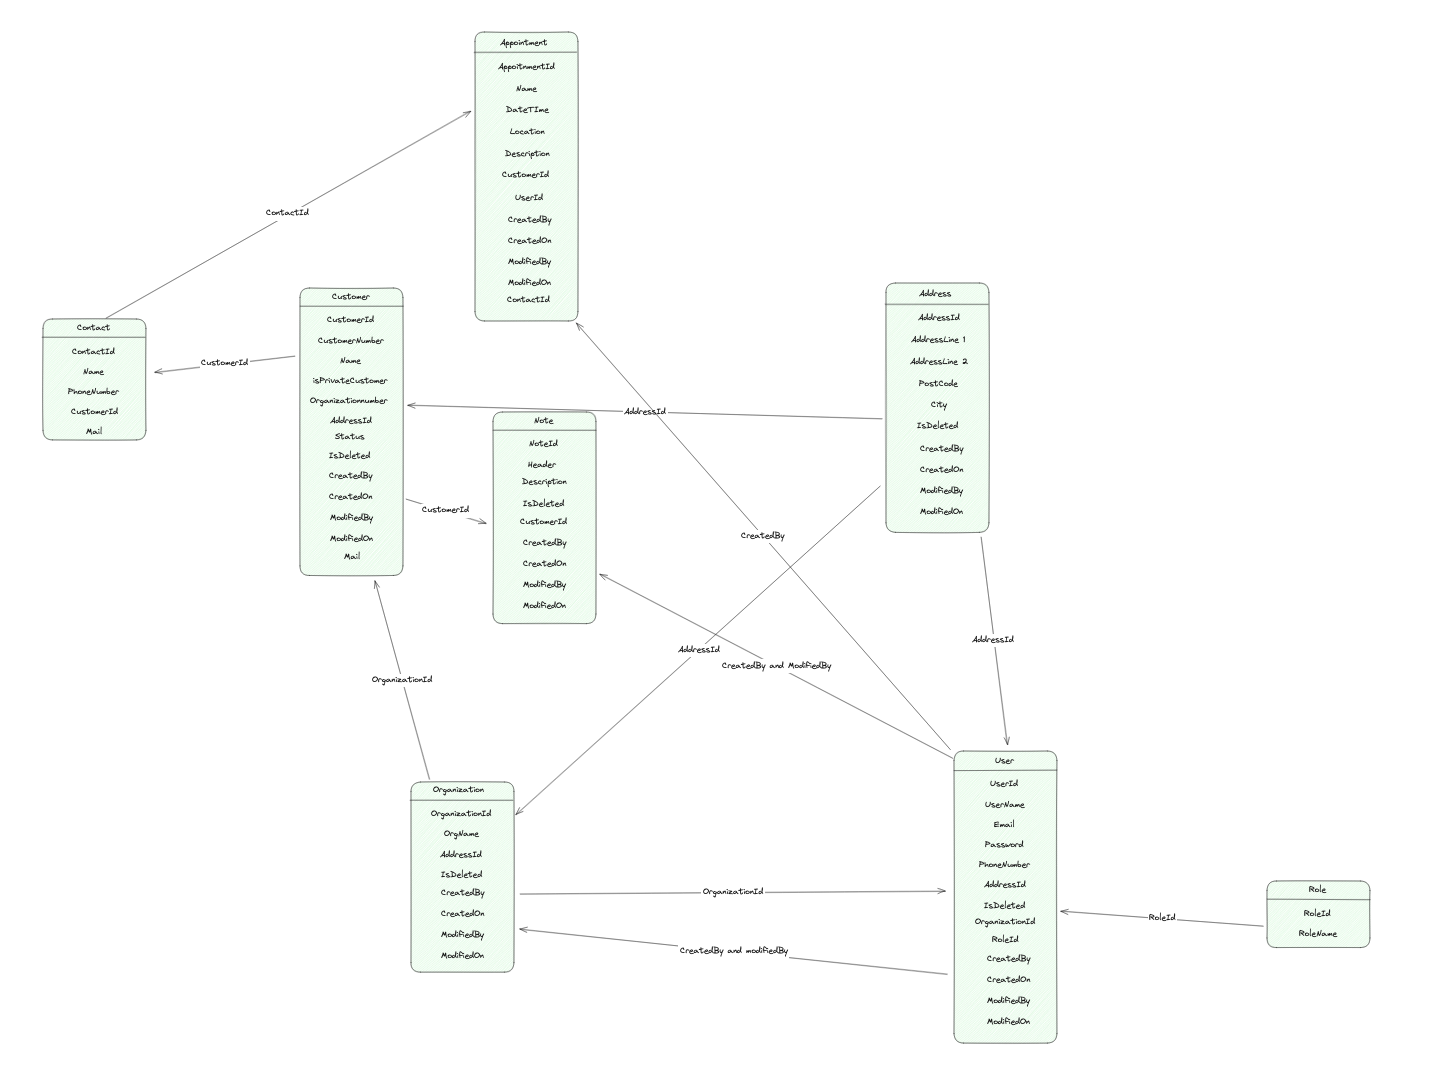 Appointment
AppoitnmentId
Name
DateTIme
Location
Description
CustomerId
UserId
CreatedBy
CreatedOn
ModifiedBy
ModifiedOn
ContactId
ContactId
Contact
ContactId
Name
PhoneNumber
CustomerId
Mail
CustomerId
Customer
CustomerId
CustomerNumber
Name
isPrivateCustomer
Organizationnumber
AddressId
Status
IsDeleted
CreatedBy
CreatedOn
ModifiedBy
ModifiedOn
Mail
CustomerId
AddressId
Note
NoteId
Header
Description
IsDeleted
CustomerId
CreatedBy
CreatedOn
ModifiedBy
ModifiedOn
Address
AddressId
AddressLine 1
AddressLine 2
PostCode
City
IsDeleted
CreatedBy
CreatedOn
ModifiedBy
ModifiedOn
CreatedBy
AddressId
CreatedBy and ModifiedBy
AddressId
OrganizationId
Organization
OrganizationId
OrgName
AddressId
IsDeleted
CreatedBy
CreatedOn
ModifiedBy
ModifiedOn
OrganizationId
CreatedBy and modifiedBy
User
UserId
UserName
Email
Password
PhoneNumber
AddressId
IsDeleted
OrganizationId
RoleId
CreatedBy
CreatedOn
ModifiedBy
ModifiedOn
RoleId
Role
RoleId
RoleName